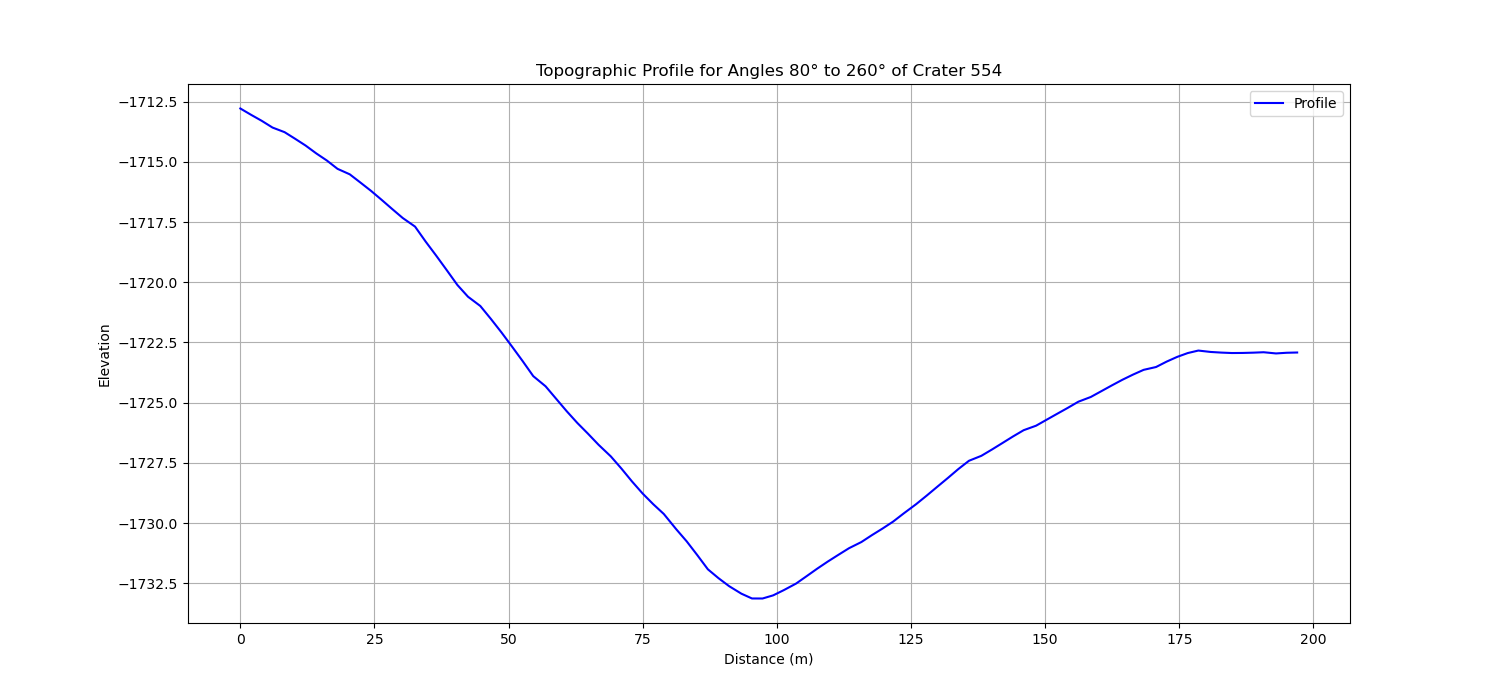 Topographic Profile for Angles 80° to 260° of Crater 554
Profile
−1712.5
−1715.0
−1717.5
−1720.0
−1722.5
−1725.0
−1727.5
−1730.0
−1732.5
Elevation
0 25 50 75 100 125 150 175 200
Distance (m)